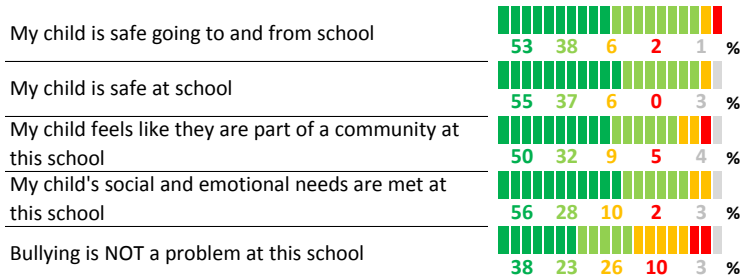 My child is safe going to and from school
53 38 6 2 1 %
My child is safe at school
55 37 6 0 3 %
My child feels like they are part of a community at
this school
50 32 9 5 4 %
My child's social and emotional needs are met at
this school
56 28 10 2 3 %
Bullying is NOT a problem at this school
38 23 26 10 3 %